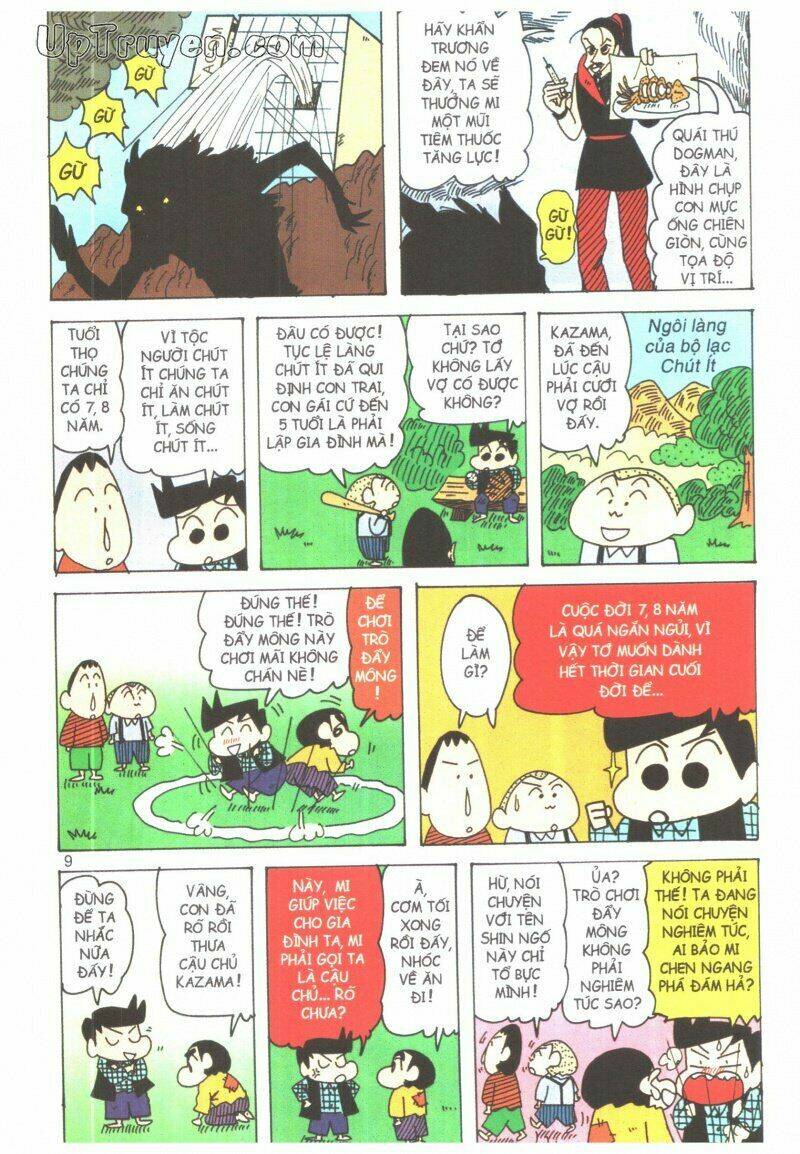 UpTruyen.com
A
M
GỪ
GỪ
GỪ
QUÁI THÚ
DOGMAN,
ĐÂY LÀ
HÌNH CHỤP
CON MỰC
ỐNG CHIÊN
GIÒN, CÙNG
TỌA ĐỘ
VỊ TRÍ...
HÃY KHẨN
TRƯƠNG
ĐEM NÓ VỀ
ĐÂY, TA SẼ
THƯỞNG MI
MỘT MŨI
TIÊM THUỐC
TĂNG LỰC!
GỪ
GỪ!
Ngôi làng
của bộ lạc
Chút Ít
KAZAMA,
ĐÃ ĐẾN
LÚC CẬU
PHẢI CƯỚI
VỢ RỒI
ĐẤY.
TẠI SAO
CHỨ? TỚ
KHÔNG LẤY
VỢ CÓ ĐƯỢC
KHÔNG?
ĐÂU CÓ ĐƯỢC!
TỤC LỆ LÀNG
CHÚT ÍT ĐÃ QUI
ĐỊNH CON TRAI,
CON GÁI CỨ ĐẾN
5 TUỔI LÀ PHẢI
LẬP GIA ĐÌNH MÀ!
VÌ TỘC
NGƯỜI CHÚT
ÍT CHÚNG TA
CHỈ ĂN CHÚT
ÍT, LÀM CHÚT
ÍT, SỐNG
CHÚT ÍT...
TUỔI
THỌ
CHÚNG
TA CHỈ
CÓ 7, 8
NĂM.
CUỘC ĐỜI 7, 8 NĂM
LÀ QUÁ NGẮN NGỦI, VÌ
VẬY TỚ MUỐN DÀNH
HẾT THỜI GIAN CUỐI
ĐỜI ĐỂ...
ĐỂ
LÀM
GÌ?
ĐỂ
CHƠI
TRÒ
ĐẨY
MÔNG
!
ĐÚNG THẾ!
ĐÚNG THẾ! TRÒ
ĐẨY MÔNG NÀY
CHƠI MÃI KHÔNG
CHÁN NÈ!
9
KHÔNG PHẢI
THẾ! TA ĐANG
NÓI CHUYỆN
NGHIÊM TÚC,
AI BẢO MI
CHEN NGANG
PHÁ ĐÁM HẢ?
ỦA?
TRÒ CHƠI
ĐẨY
MÔNG
KHÔNG
PHẢI
NGHIÊM
TÚC SAO?
HỪ, NÓI
CHUYỆN
VỚI TÊN
SHIN NGỐ
NÀY CHỈ
TỔ BỰC
MÌNH!
À,
CƠM TỐI
XONG
RỒI ĐẤY,
NHÓC
VỀ ĂN
ĐI!
NÀY, MI
GIÚP VIỆC
CHO GIA
ĐÌNH TA, MI
PHẢI GỌI TA
LÀ CẬU
CHỦ... RÕ
CHƯA?
VÂNG,
CON ĐÃ
RÕ RỒI
THƯA
CẬU CHỦ
KAZAMA!
ĐỪNG
ĐỂ TA
NHẮC
NỮA
ĐẤY!